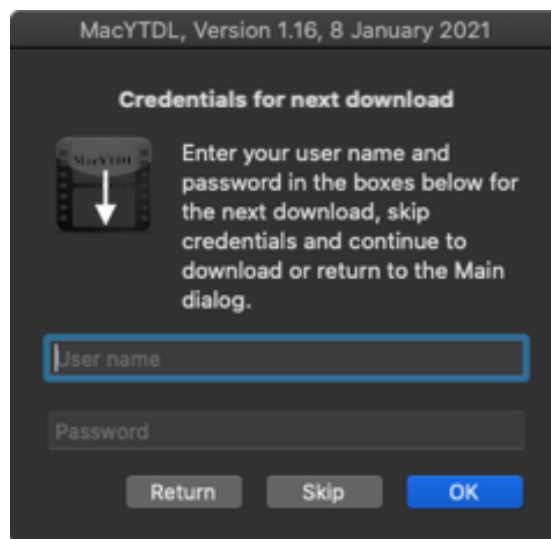 MacYTDL, Version 1.16, 8 January 2021
Credentials for next download
MacYTDL
Enter your user name and
password in the boxes below for
the next download, skip
credentials and continue to
download or return to the Main
dialog.
User name
Password
Return Skip OK